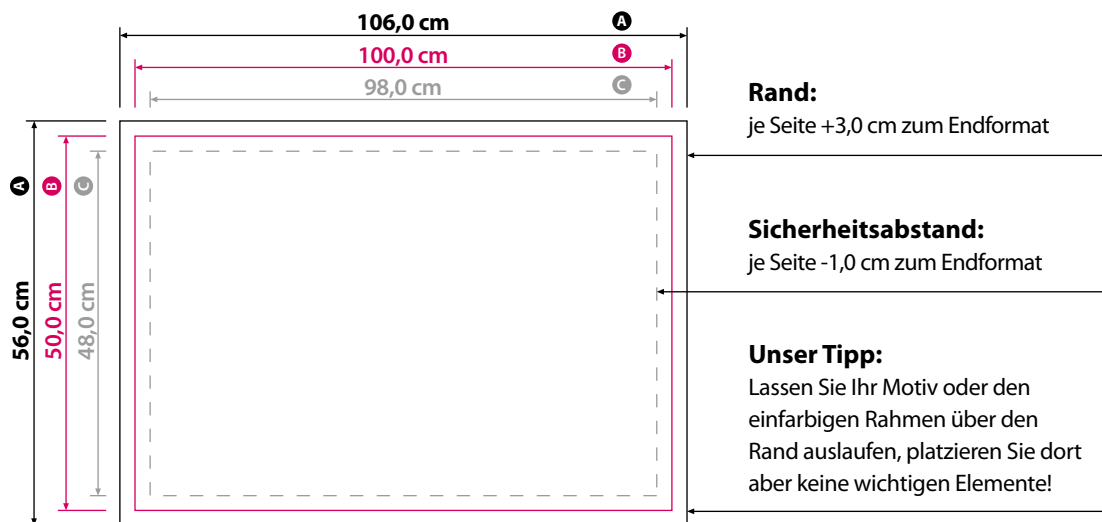 106,0 cm A
100,0 cm B
98,0 cm C
A
B
C
56,0 cm
50,0 cm
48,0 cm
Rand:
je Seite +3,0 cm zum Endformat
Sicherheitsabstand:
je Seite -1,0 cm zum Endformat
Unser Tipp:
Lassen Sie Ihr Motiv oder den
einfarbigen Rahmen über den
Rand auslaufen, platzieren Sie dort
aber keine wichtigen Elemente!